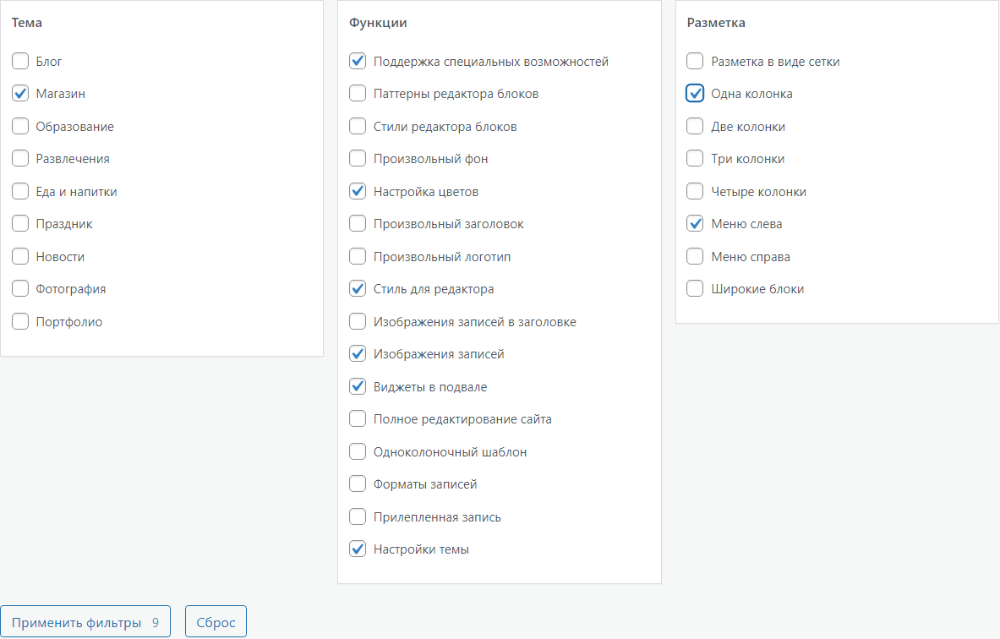 Тема
Блог
Магазин
Образование
Развлечения
Еда и напитки
Праздник
Новости
Фотография
Портфолио
Функции
Поддержка специальных возможностей
Паттерны редактора блоков
Стили редактора блоков
Произвольный фон
Настройка цветов
Произвольный заголовок
Произвольный логотип
Стиль для редактора
Изображения записей в заголовке
Изображения записей
Виджеты в подвале
Полное редактирование сайта
Одноколоночный шаблон
Форматы записей
Прилепленная запись
Настройки темы
Разметка
Разметка в виде сетки
Одна колонка
Две колонки
Три колонки
Четыре колонки
Меню слева
Меню справа
Широкие блоки
Применить фильтры 9
Сброс